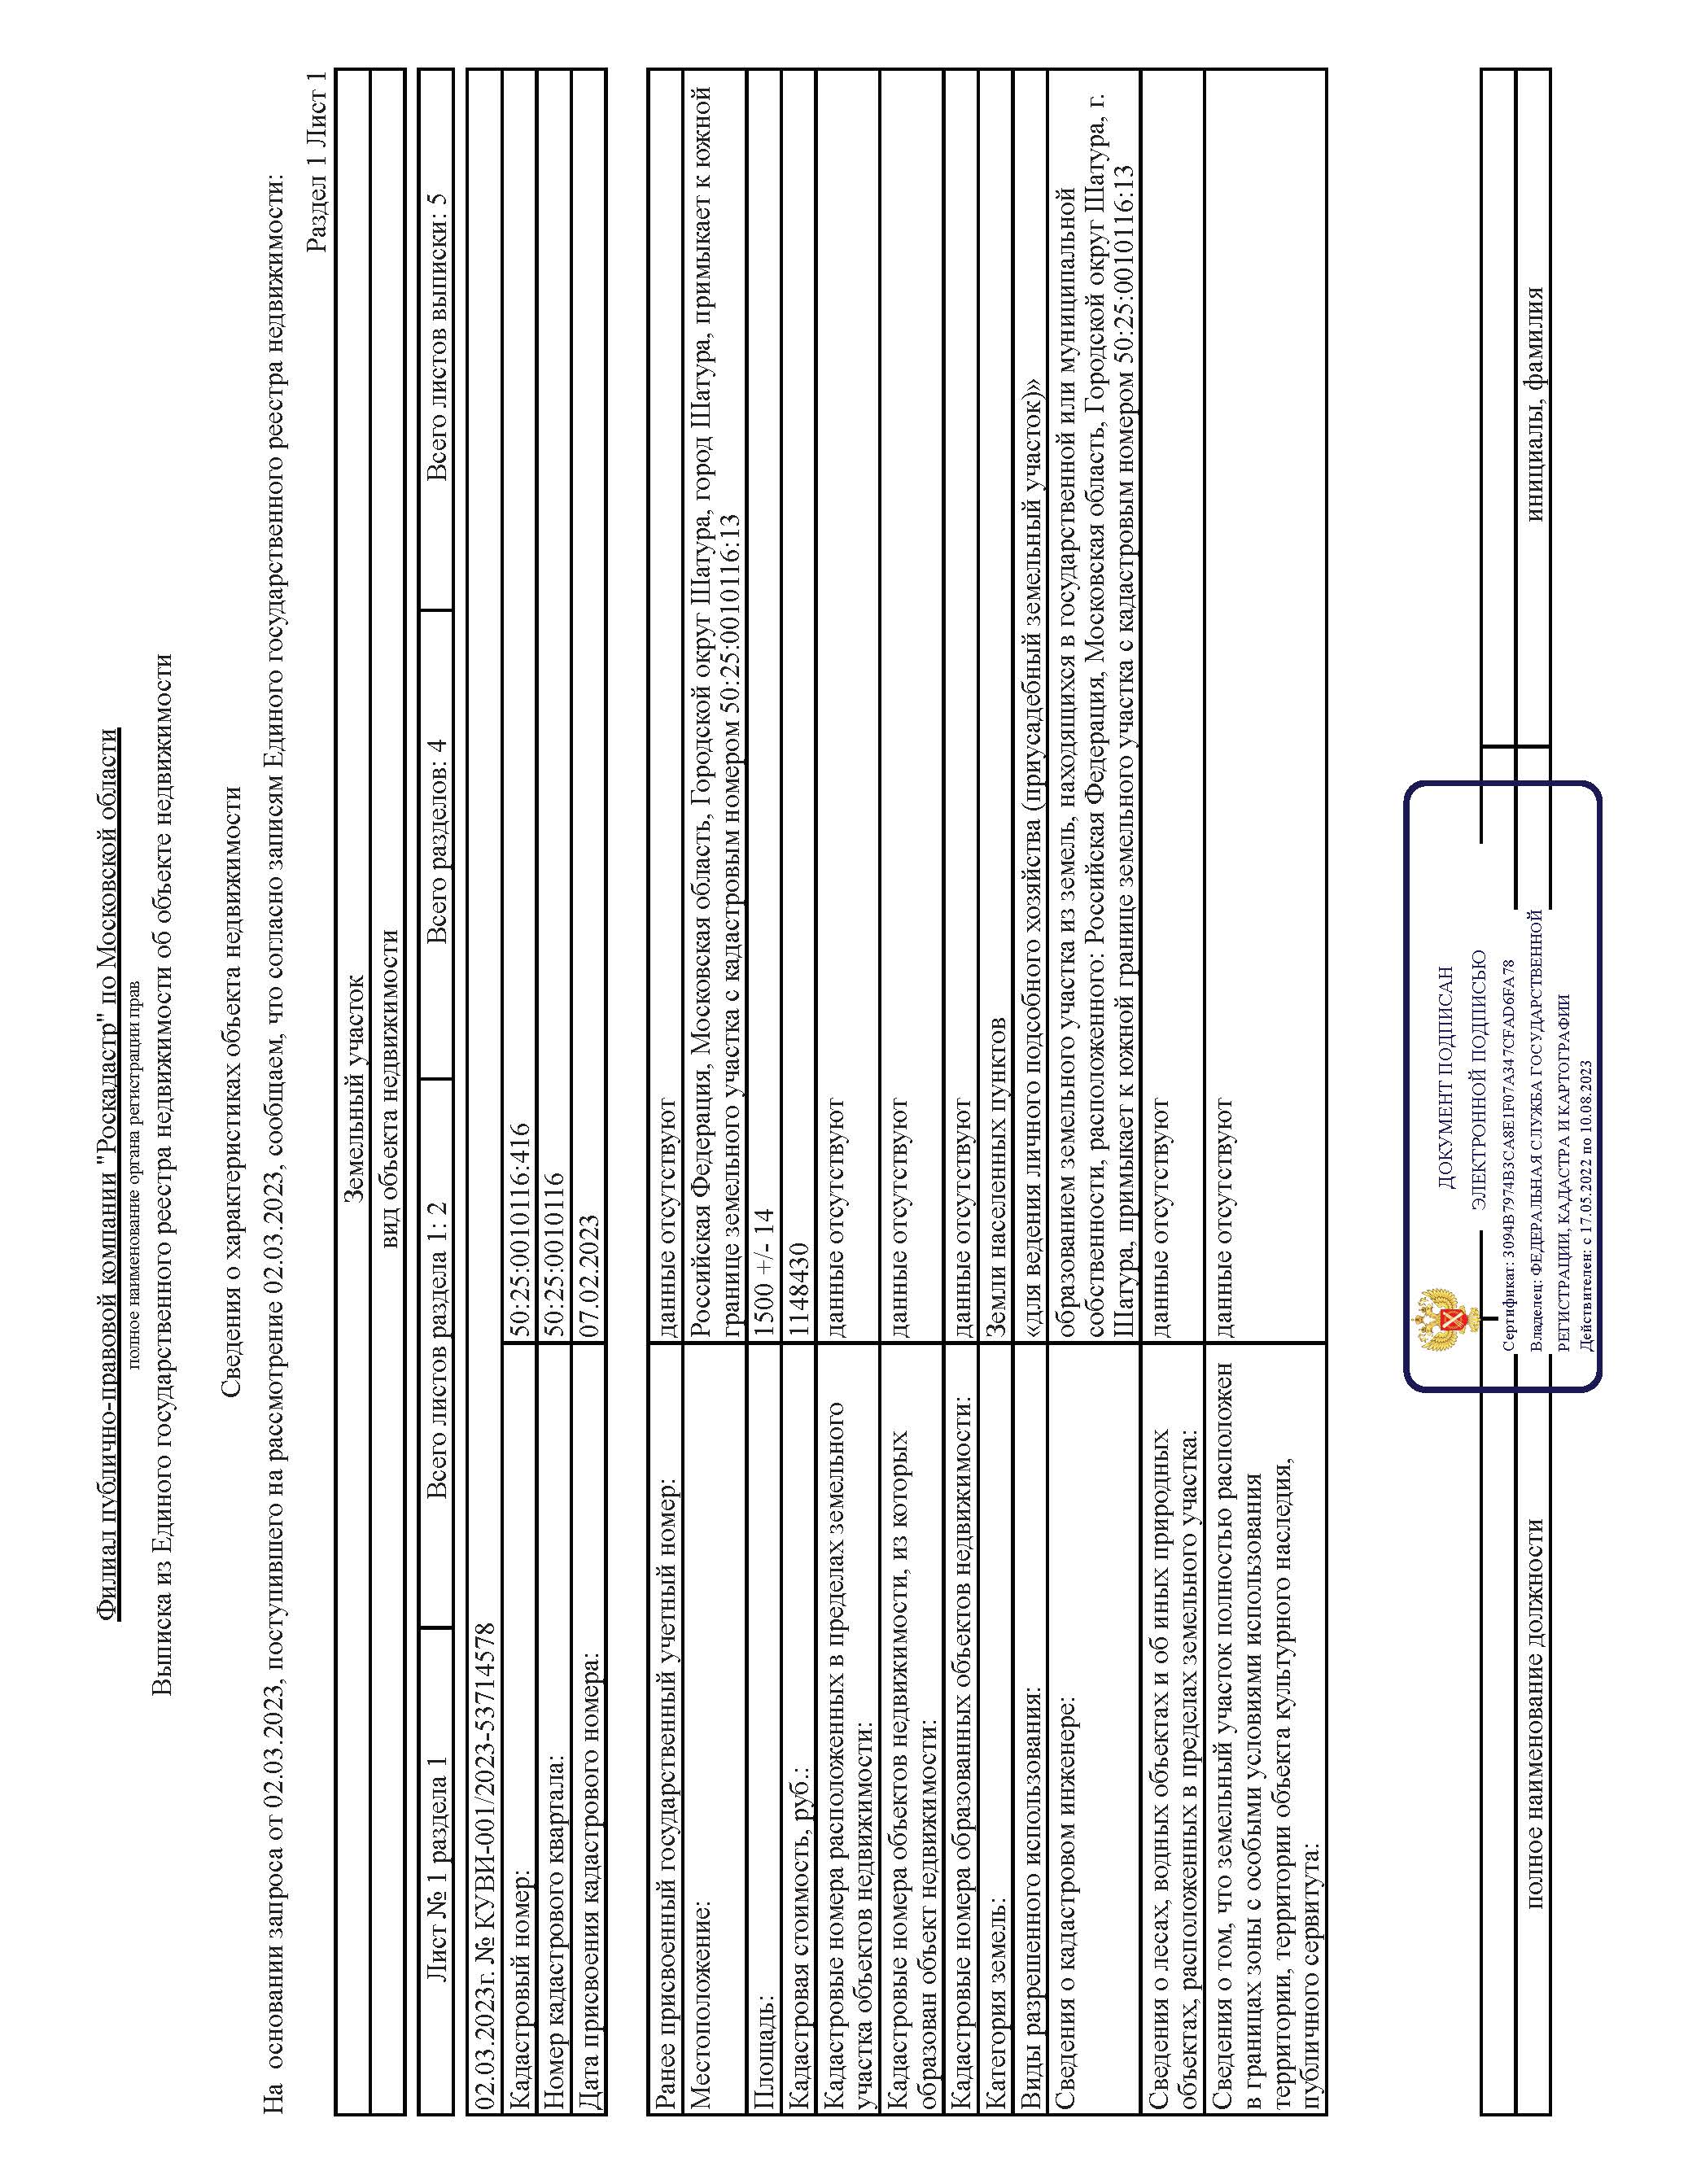 Филиал публично-правовой компании "Роскадастр" по Московской области
полное наименование органа регистрации прав
Выписка из Единого государственного реестра недвижимости об объекте недвижимости
Сведения о характеристиках объекта недвижимости
На основании запроса от 02.03.2023, поступившего на рассмотрение 02.03.2023, сообщаем, что согласно записям Единого государственного реестра недвижимости:
Раздел 1 Лист 1
Земельный участок
вид объекта недвижимости
Лист № 1 раздела 1 Всего листов раздела 1: 2 Всего разделов: 4 Всего листов выписки: 5
02.03.2023г. № КУВИ-001/2023-53714578
Кадастровый номер: 50:25:0010116:416
Номер кадастрового квартала: 50:25:0010116
Дата присвоения кадастрового номера: 07.02.2023
Ранее присвоенный государственный учетный номер: данные отсутствуют
Местоположение: Российская Федерация, Московская область, Городской округ Шатура, город Шатура, примыкает к южной
границе земельного участка с кадастровым номером 50:25:0010116:13
Площадь: 1500 +/- 14
Кадастровая стоимость, руб.: 1148430
Кадастровые номера расположенных в пределах земельного данные отсутствуют
участка объектов недвижимости:
Кадастровые номера объектов недвижимости, из которых данные отсутствуют
образован объект недвижимости:
Кадастровые номера образованных объектов недвижимости: данные отсутствуют
Категория земель: Земли населенных пунктов
Виды разрешенного использования: «для ведения личного подсобного хозяйства (приусадебный земельный участок)»
Сведения о кадастровом инженере: образованием земельного участка из земель, находящихся в государственной или муниципальной
собственности, расположенного: Российская Федерация, Московская область, Городской округ Шатура, г.
Шатура, примыкает к южной границе земельного участка с кадастровым номером 50:25:0010116:13
Сведения о лесах, водных объектах и об иных природных данные отсутствуют
объектах, расположенных в пределах земельного участка:
Сведения о том, что земельный участок полностью расположен данные отсутствуют
в границах зоны с особыми условиями использования
территории, территории объекта культурного наследия,
публичного сервитута:
ДОКУМЕНТ ПОДПИСАН
ЭЛЕКТРОННОЙ ПОДПИСЬЮ
Сертификат: 3094B7974B3CA8E1F07A347CFAD6FA78
Владелец: ФЕДЕРАЛЬНАЯ СЛУЖБА ГОСУДАРСТВЕННОЙ
РЕГИСТРАЦИИ, КАДАСТРА И КАРТОГРАФИИ
Действителен: с 17.05.2022 по 10.08.2023
полное наименование должности инициалы, фамилия